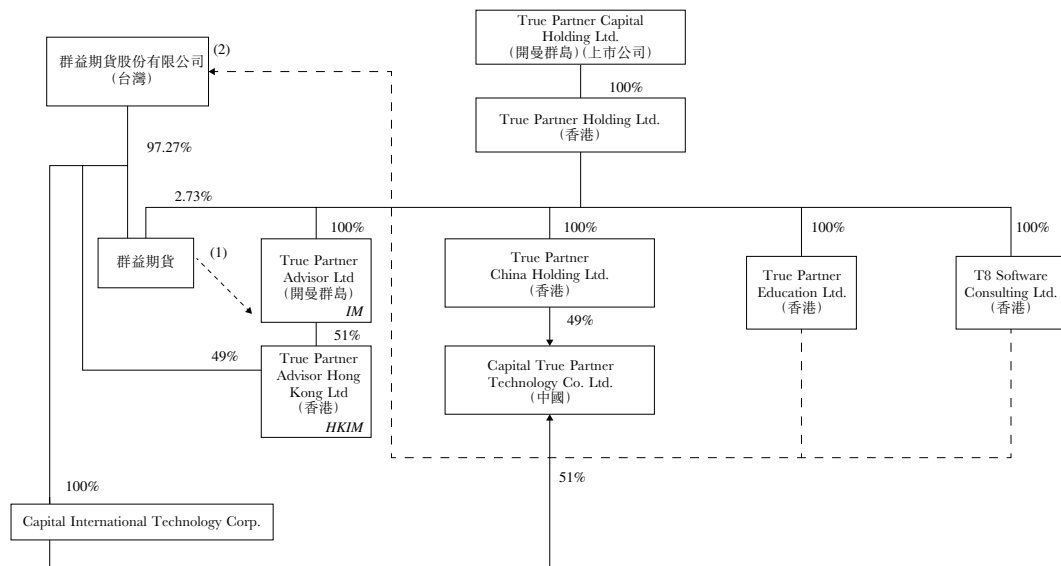 True Partner Capital
Holding Ltd.
(開曼群島)(上市公司)
群益期貨股份有限公司
(台灣)
(2)
100%
True Partner Holding Ltd.
(香港)
97.27%
2.73%
100%
100%
100%
100%
群益期貨
(1)
True Partner
Advisor Ltd
(開曼群島)
IM
True Partner
China Holding Ltd.
(香港)
True Partner
Education Ltd.
(香港)
T8 Software
Consulting Ltd.
(香港)
51%
49%
49%
True Partner
Advisor Hong
Kong Ltd
(香港)
HKIM
Capital True Partner
Technology Co. Ltd.
(中國)
100%
51%
Capital International Technology Corp.